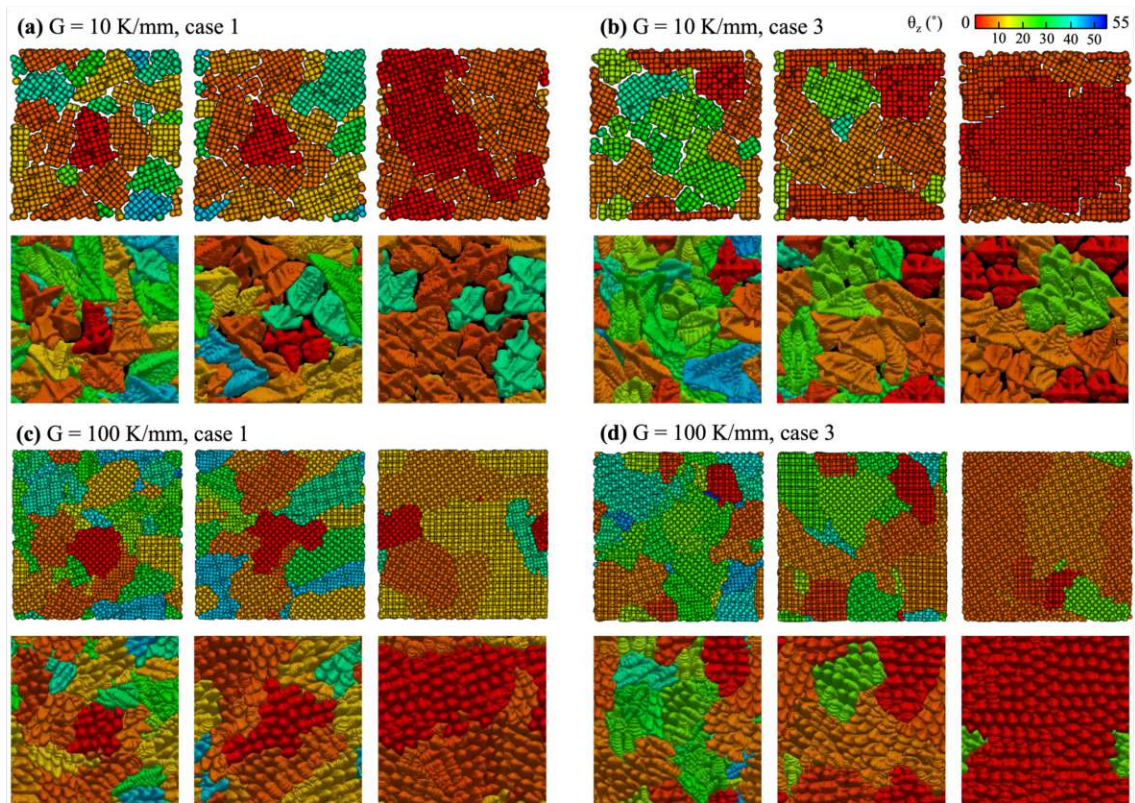 (a) G = 10 K/mm, case 1
(b) G = 10 K/mm, case 3
θz (°) 0 55
10 20 30 40 50
(c) G = 100 K/mm, case 1
(d) G = 100 K/mm, case 3